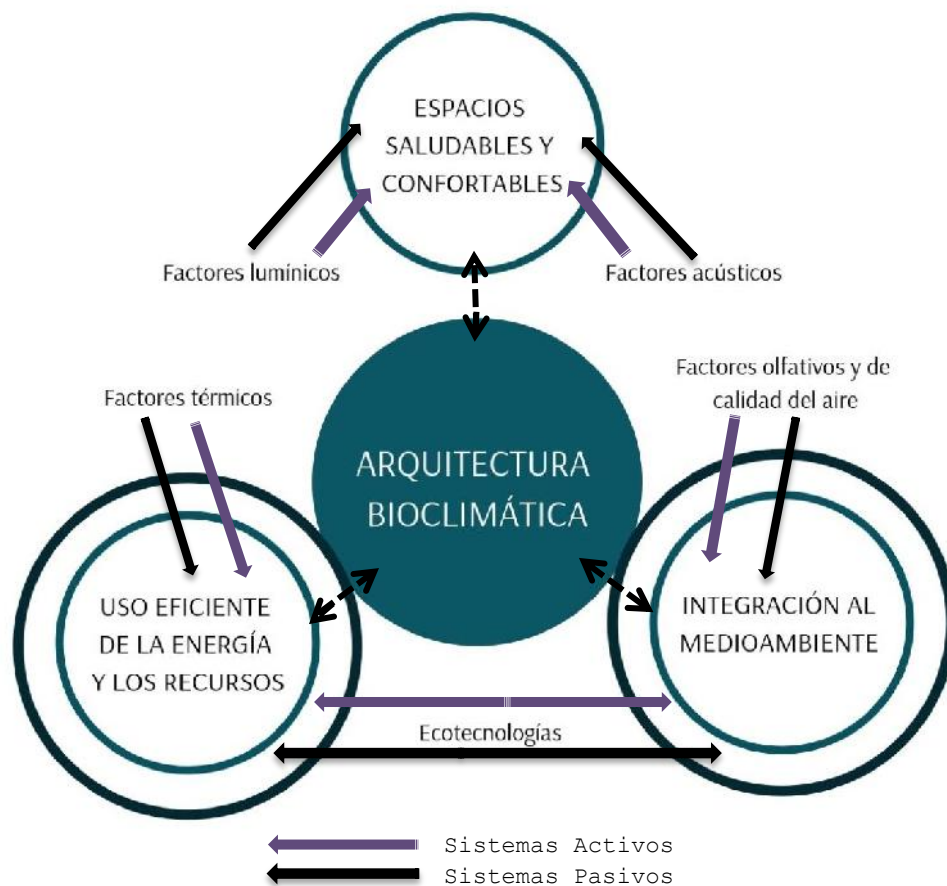 ESPACIOS
SALUDABLES Y
CONFORTABLES
Factores lumínicos
Factores acústicos
Factores térmicos
Factores olfativos y de
calidad del aire
ARQUITECTURA
BIOCLIMÁTICA
USO EFICIENTE
DE LA ENERGÍA
Y LOS RECURSOS
INTEGRACIÓN AL
MEDIOAMBIENTE
Ecotecnologías
Sistemas Activos
Sistemas Pasivos